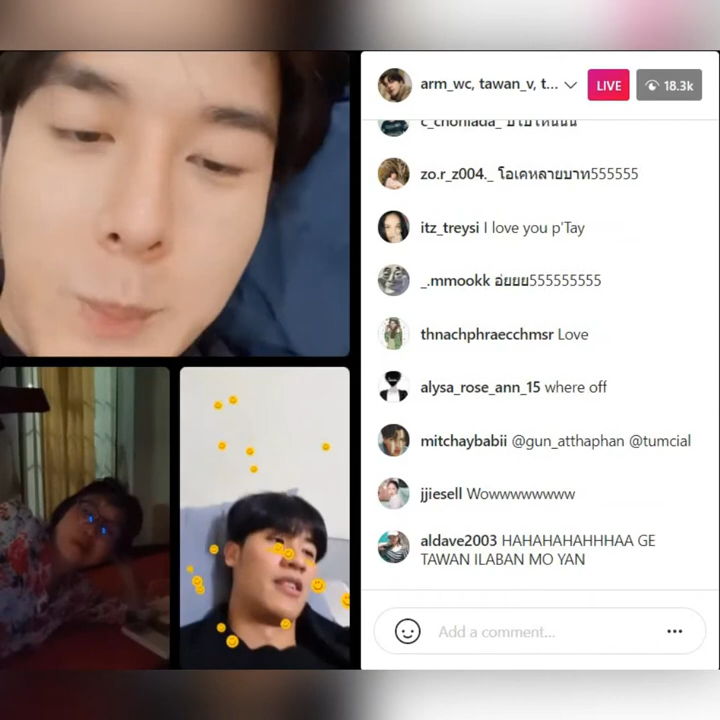 arm_wc, tawan_v, t...
LIVE
18.3k
zo.r_z004._ โอเคหลายบาท555555
itz_treysi I love you p'Tay
_.mmookk อ่ยยย555555555
thnachphraecchmsr Love
alysa_rose_ann_15 where off
mitchaybabii @gun_atthaphan @tumcial
jjiesell Wowwwwwwww
aldave2003 HAHAHAHAHHHAA GE
TAWAN ILABAN MO YAN
Add a comment...